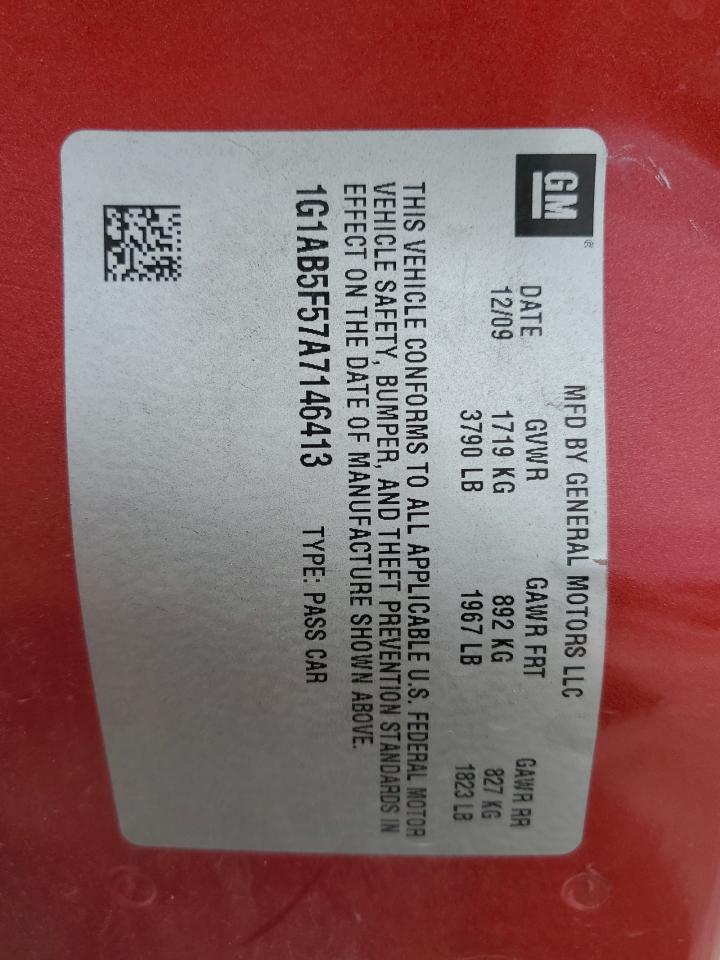 GM®
MFD BY GENERAL MOTORS LLC
DATE GVWR GAWR FRT GAWR RR
12/09 1719 KG 892 KG 827 KG
3790 LB 1967 LB 1823 LB
THIS VEHICLE CONFORMS TO ALL APPLICABLE U.S. FEDERAL MOTOR
VEHICLE SAFETY, BUMPER, AND THEFT PREVENTION STANDARDS IN
EFFECT ON THE DATE OF MANUFACTURE SHOWN ABOVE.
1G1AB5F57A7146413 TYPE: PASS CAR